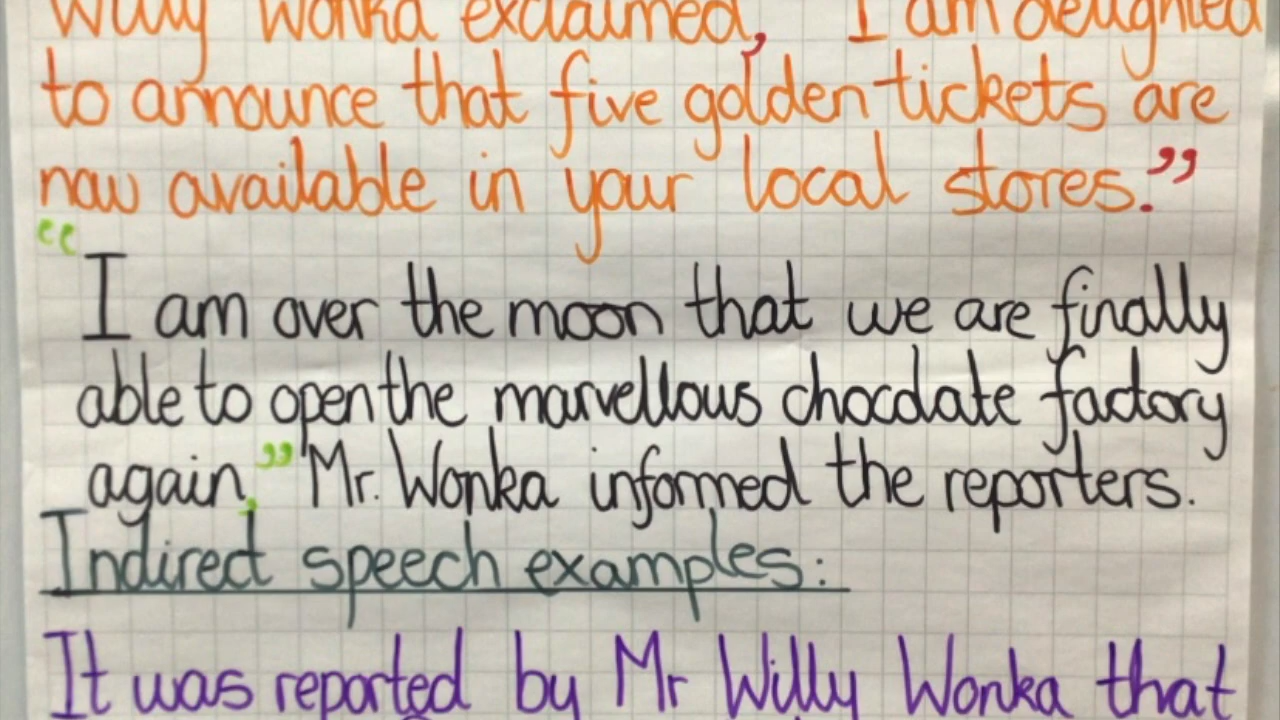 Willy Wonka exclaimed, I am delighted
to announce that five golden tickets are
now available in your local stores.”
“I am over the moon that we are finally
able to open the marvellous chocolate factory
again,” Mr. Wonka informed the reporters.
Indirect speech examples:
It was reported by Mr Willy Wonka that